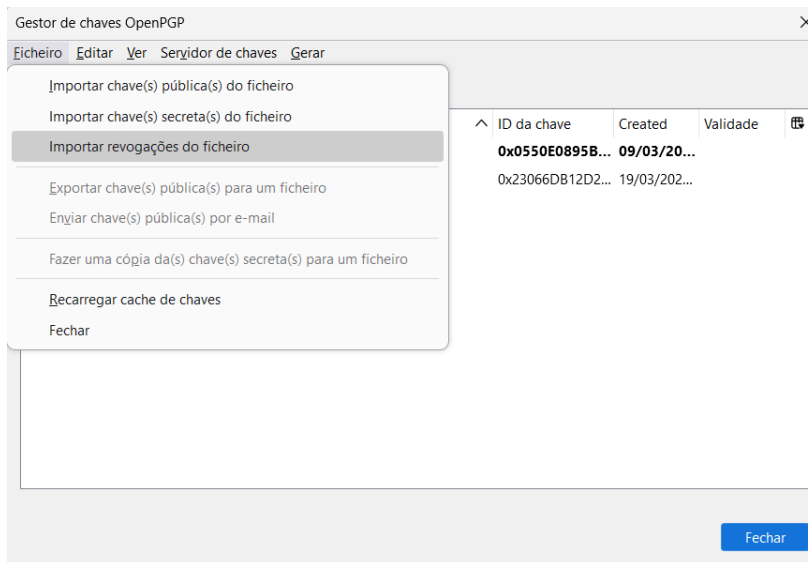 Gestor de chaves OpenPGP
Ficheiro Editar Ver Servidor de chaves Gerar
Importar chave(s) pública(s) do ficheiro
Importar chave(s) secreta(s) do ficheiro
Importar revogações do ficheiro
Exportar chave(s) pública(s) para um ficheiro
Enviar chave(s) pública(s) por e-mail
Fazer uma cópia da(s) chave(s) secreta(s) para um ficheiro
Recarregar cache de chaves
Fechar
ID da chave Created Validade
0x0550E0895B... 09/03/20...
0x23066DB12D2... 19/03/202...
Fechar